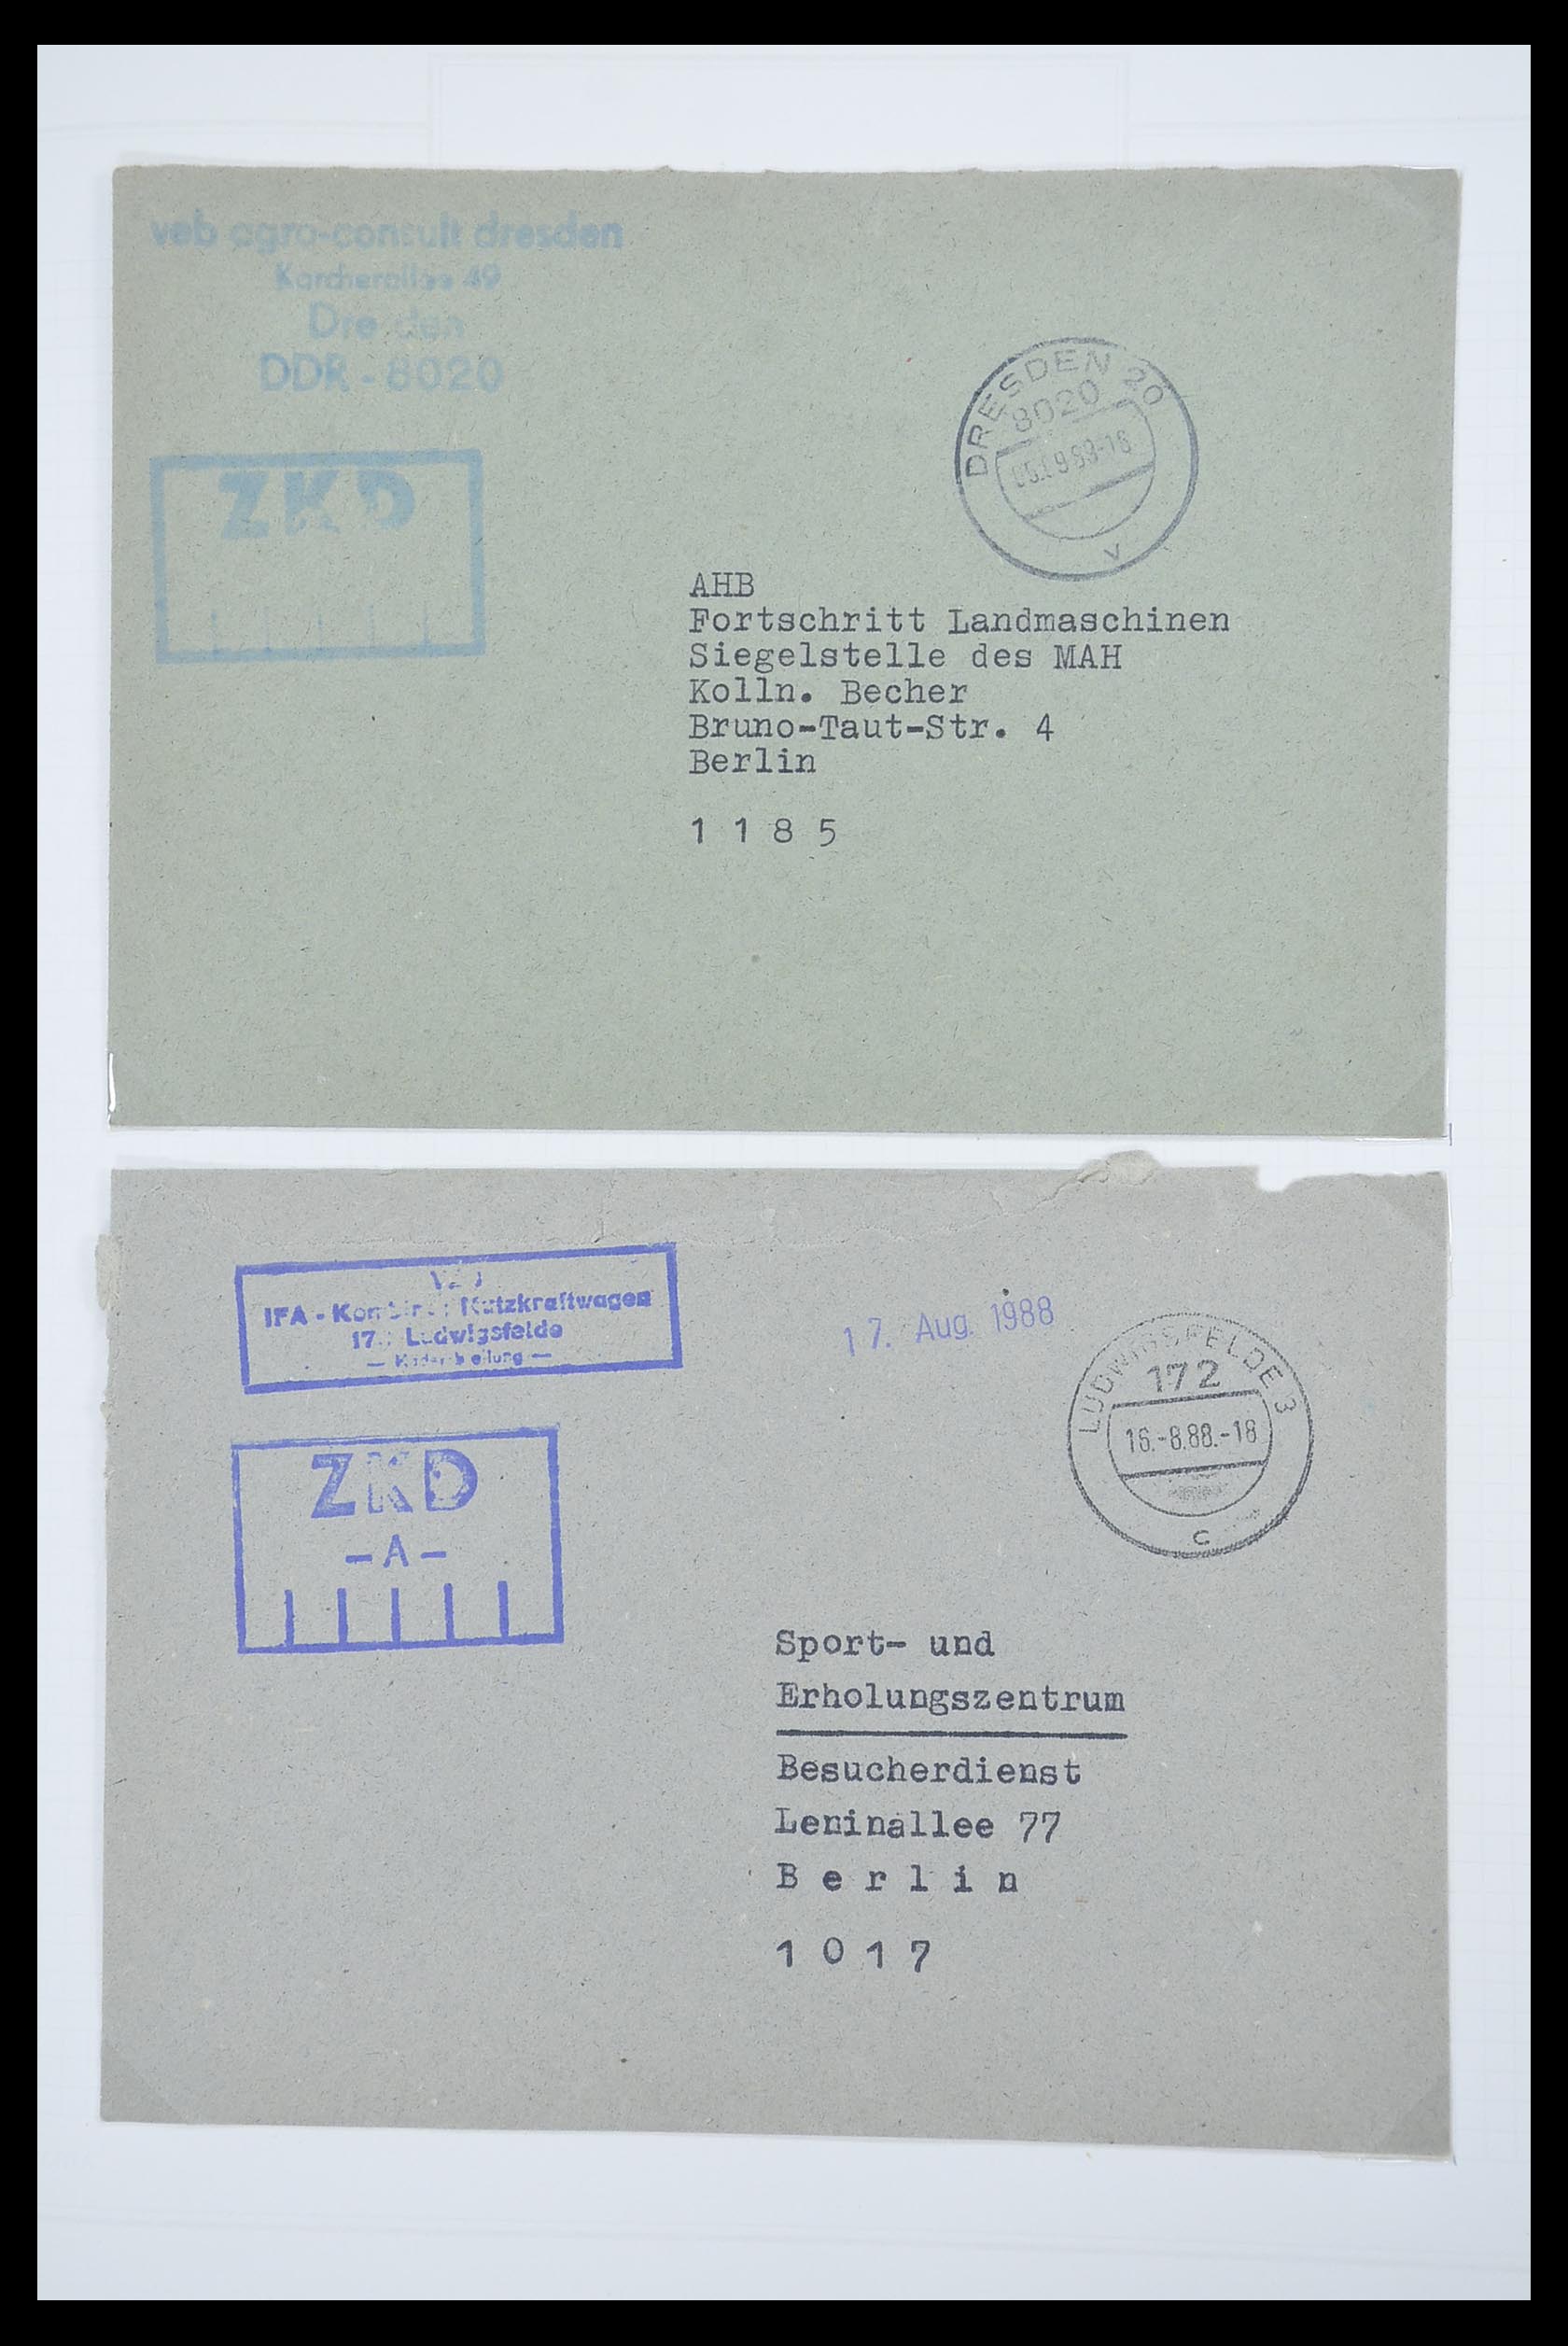 veb agro-consult dresden
49
DDR - 8020
ZKD
DRESDEN 20
8020
V
AHB
Fortschritt Landmaschinen
Siegelstelle des MAH
Kolln. Becher
Bruno-Taut-Str. 4
Berlin
1 1 8 5
IFA - Nutzkraftwagen
Ludwigsfelde
17. Aug. 1988
LUDWIGSFELDE 3
172
16.-8.88.-18
c
ZKD
- A -
Sport- und
Erholungszentrum
Besucherdienst
Leninallee 77
B e r l i n
1 0 1 7